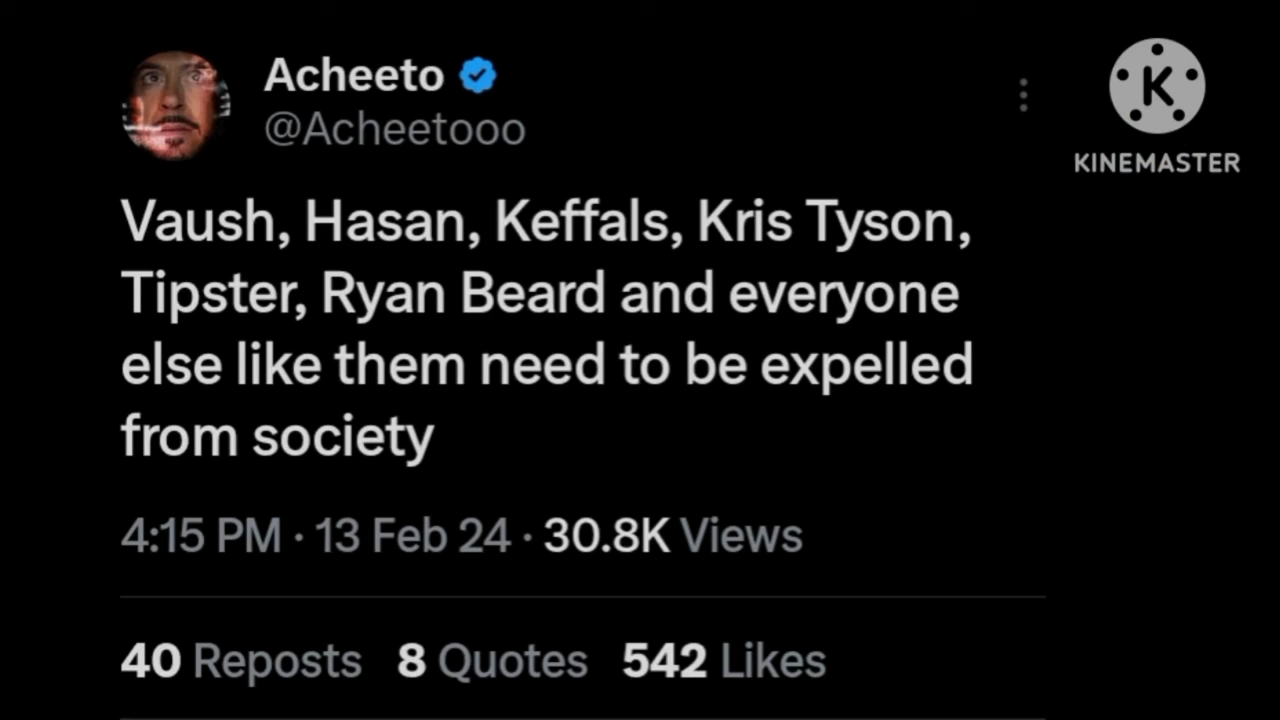 Acheeto
@Acheetooo
K
KINEMASTER
Vaush, Hasan, Keffals, Kris Tyson,
Tipster, Ryan Beard and everyone
else like them need to be expelled
from society
4:15 PM · 13 Feb 24 · 30.8K Views
40 Reposts 8 Quotes 542 Likes